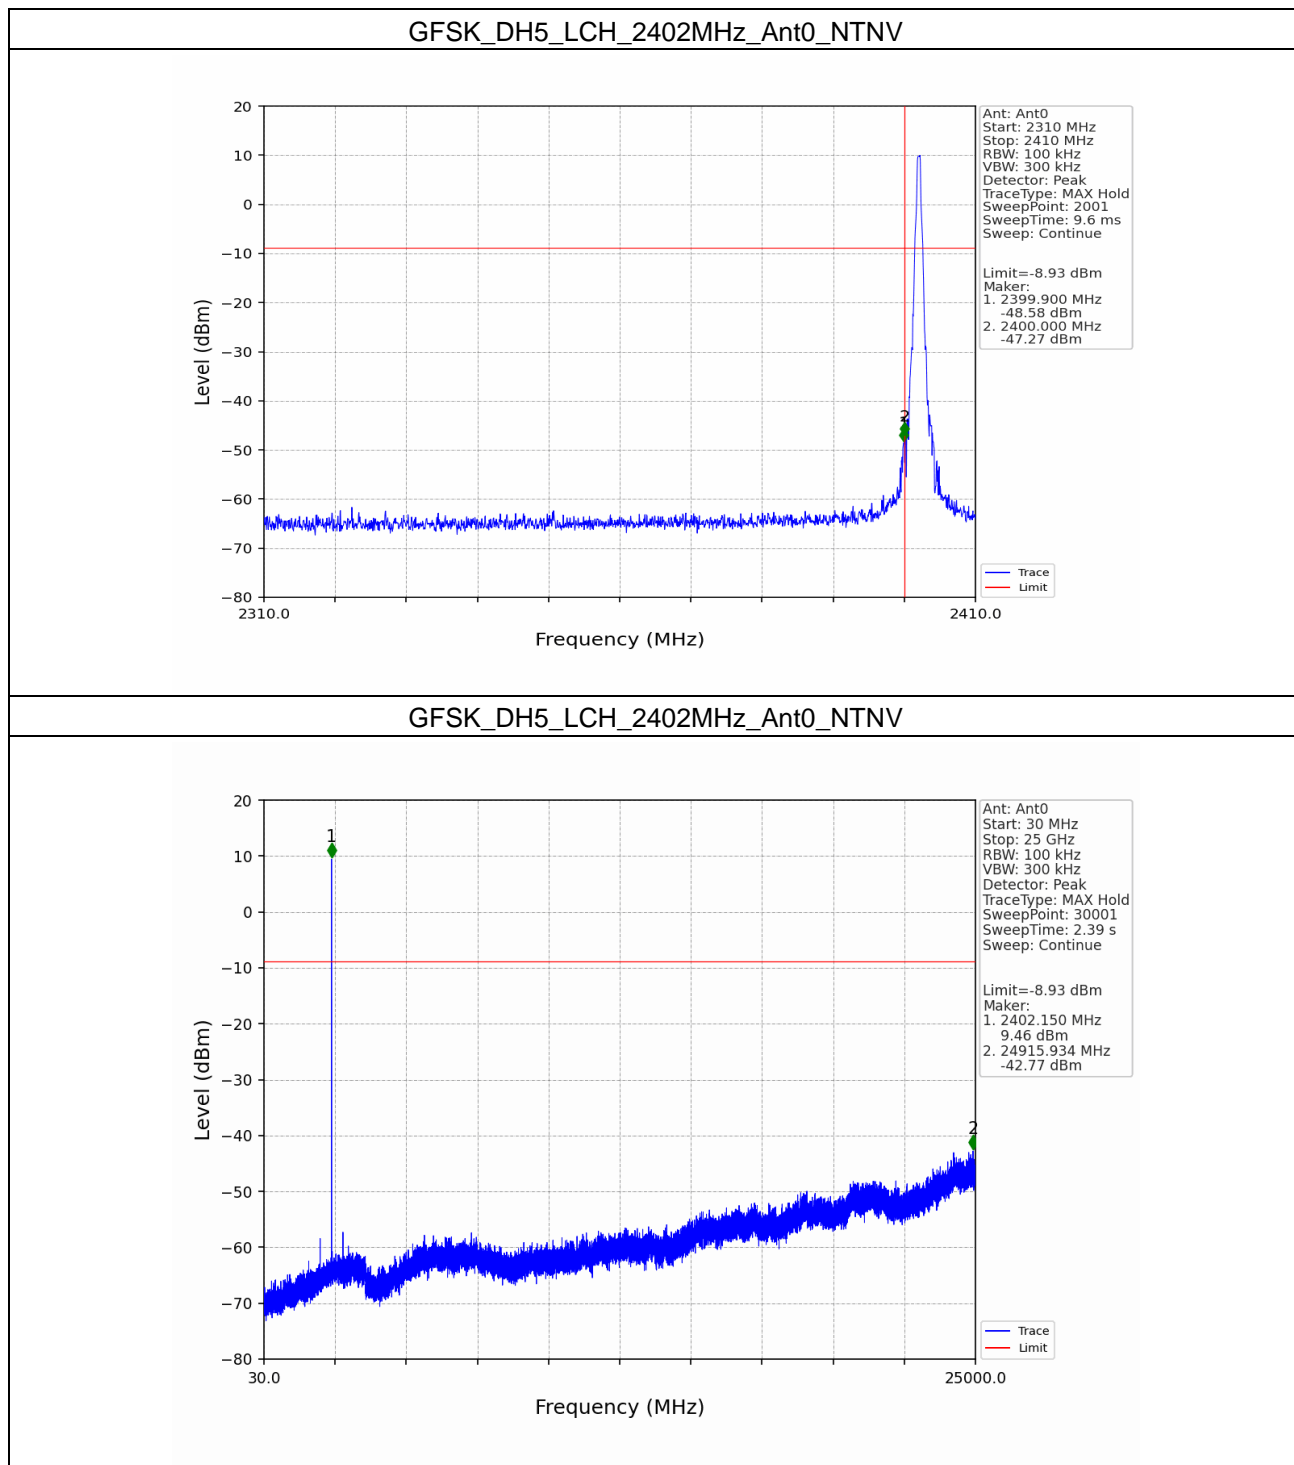 GFSK_DH5_LCH_2402MHz_Ant0_NTNV
20
10
0
−10
−20
−30
−40
−50
−60
−70
−80
Level (dBm)
2
2310.0
2410.0
Frequency (MHz)
Ant: Ant0
Start: 2310 MHz
Stop: 2410 MHz
RBW: 100 kHz
VBW: 300 kHz
Detector: Peak
TraceType: MAX Hold
SweepPoint: 2001
SweepTime: 9.6 ms
Sweep: Continue
Limit=-8.93 dBm
Maker:
1. 2399.900 MHz
-48.58 dBm
2. 2400.000 MHz
-47.27 dBm
Trace
Limit
GFSK_DH5_LCH_2402MHz_Ant0_NTNV
20
10
0
−10
−20
−30
−40
−50
−60
−70
−80
Level (dBm)
1
2
30.0
25000.0
Frequency (MHz)
Ant: Ant0
Start: 30 MHz
Stop: 25 GHz
RBW: 100 kHz
VBW: 300 kHz
Detector: Peak
TraceType: MAX Hold
SweepPoint: 30001
SweepTime: 2.39 s
Sweep: Continue
Limit=-8.93 dBm
Maker:
1. 2402.150 MHz
9.46 dBm
2. 24915.934 MHz
-42.77 dBm
Trace
Limit